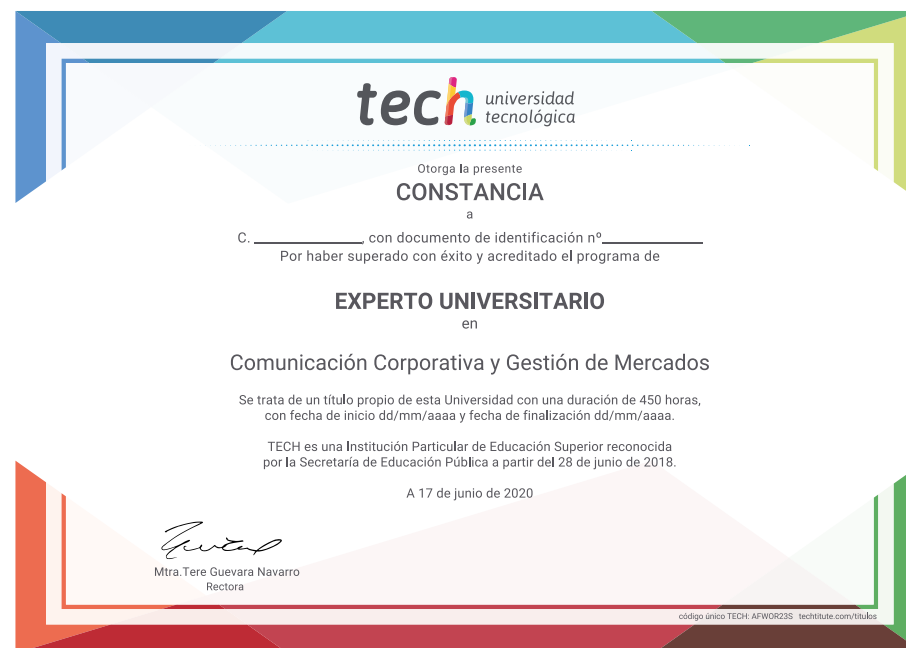 tech universidad
tecnológica
Otorga la presente
CONSTANCIA
a
C. ____________, con documento de identificación nº____________
Por haber superado con éxito y acreditado el programa de
EXPERTO UNIVERSITARIO
en
Comunicación Corporativa y Gestión de Mercados
Se trata de un título propio de esta Universidad con una duración de 450 horas,
con fecha de inicio dd/mm/aaaa y fecha de finalización dd/mm/aaaa.
TECH es una Institución Particular de Educación Superior reconocida
por la Secretaría de Educación Pública a partir del 28 de junio de 2018.
A 17 de junio de 2020
Mtra.Tere Guevara Navarro
Rectora
código único TECH: AFWOR23S techtitute.com/titulos